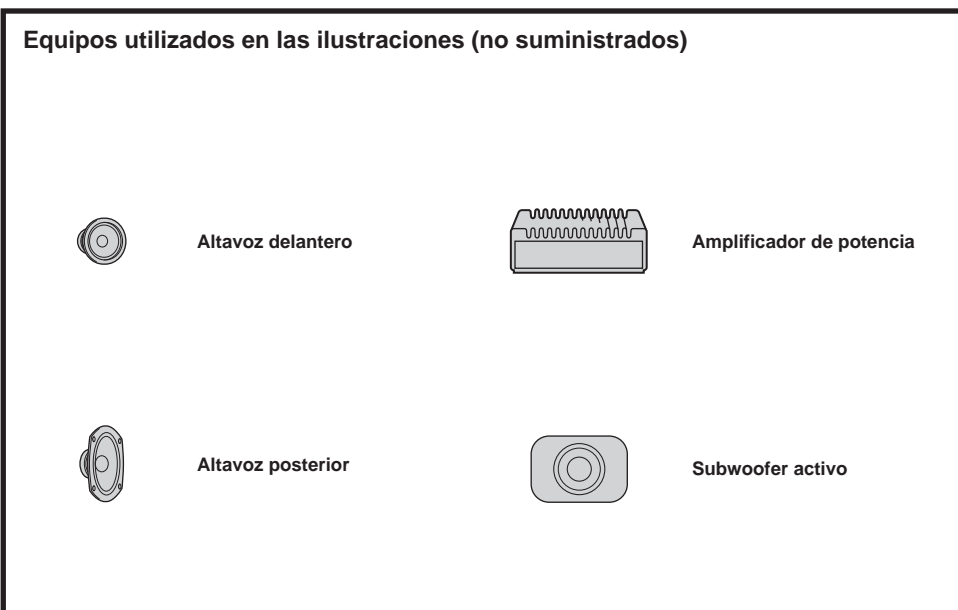 Equipos utilizados en las ilustraciones (no suministrados)
Altavoz delantero
Amplificador de potencia
Altavoz posterior
Subwoofer activo